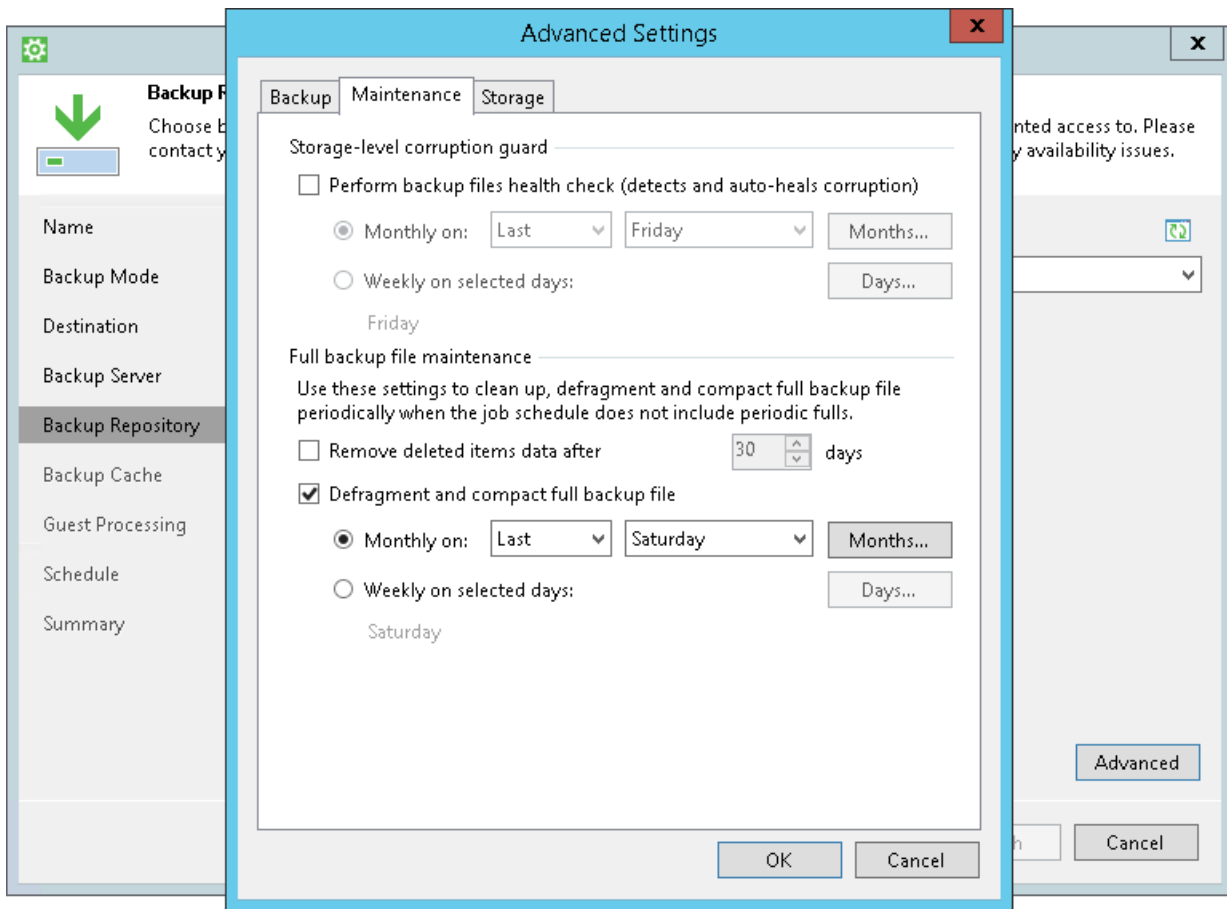 Advanced Settings
x
x
Backup R
Choose b
contact y
nted access to. Please
y availability issues.
Name
Backup Mode
Destination
Backup Server
Backup Repository
Backup Cache
Guest Processing
Schedule
Summary
Backup Maintenance Storage
Storage-level corruption guard
Perform backup files health check (detects and auto-heals corruption)
Monthly on: Last Friday Months...
Weekly on selected days: Days...
Friday
Full backup file maintenance
Use these settings to clean up, defragment and compact full backup file
periodically when the job schedule does not include periodic fulls.
Remove deleted items data after 30 days
Defragment and compact full backup file
Monthly on: Last Saturday Months...
Weekly on selected days: Days...
Saturday
OK Cancel
Advanced
h Cancel